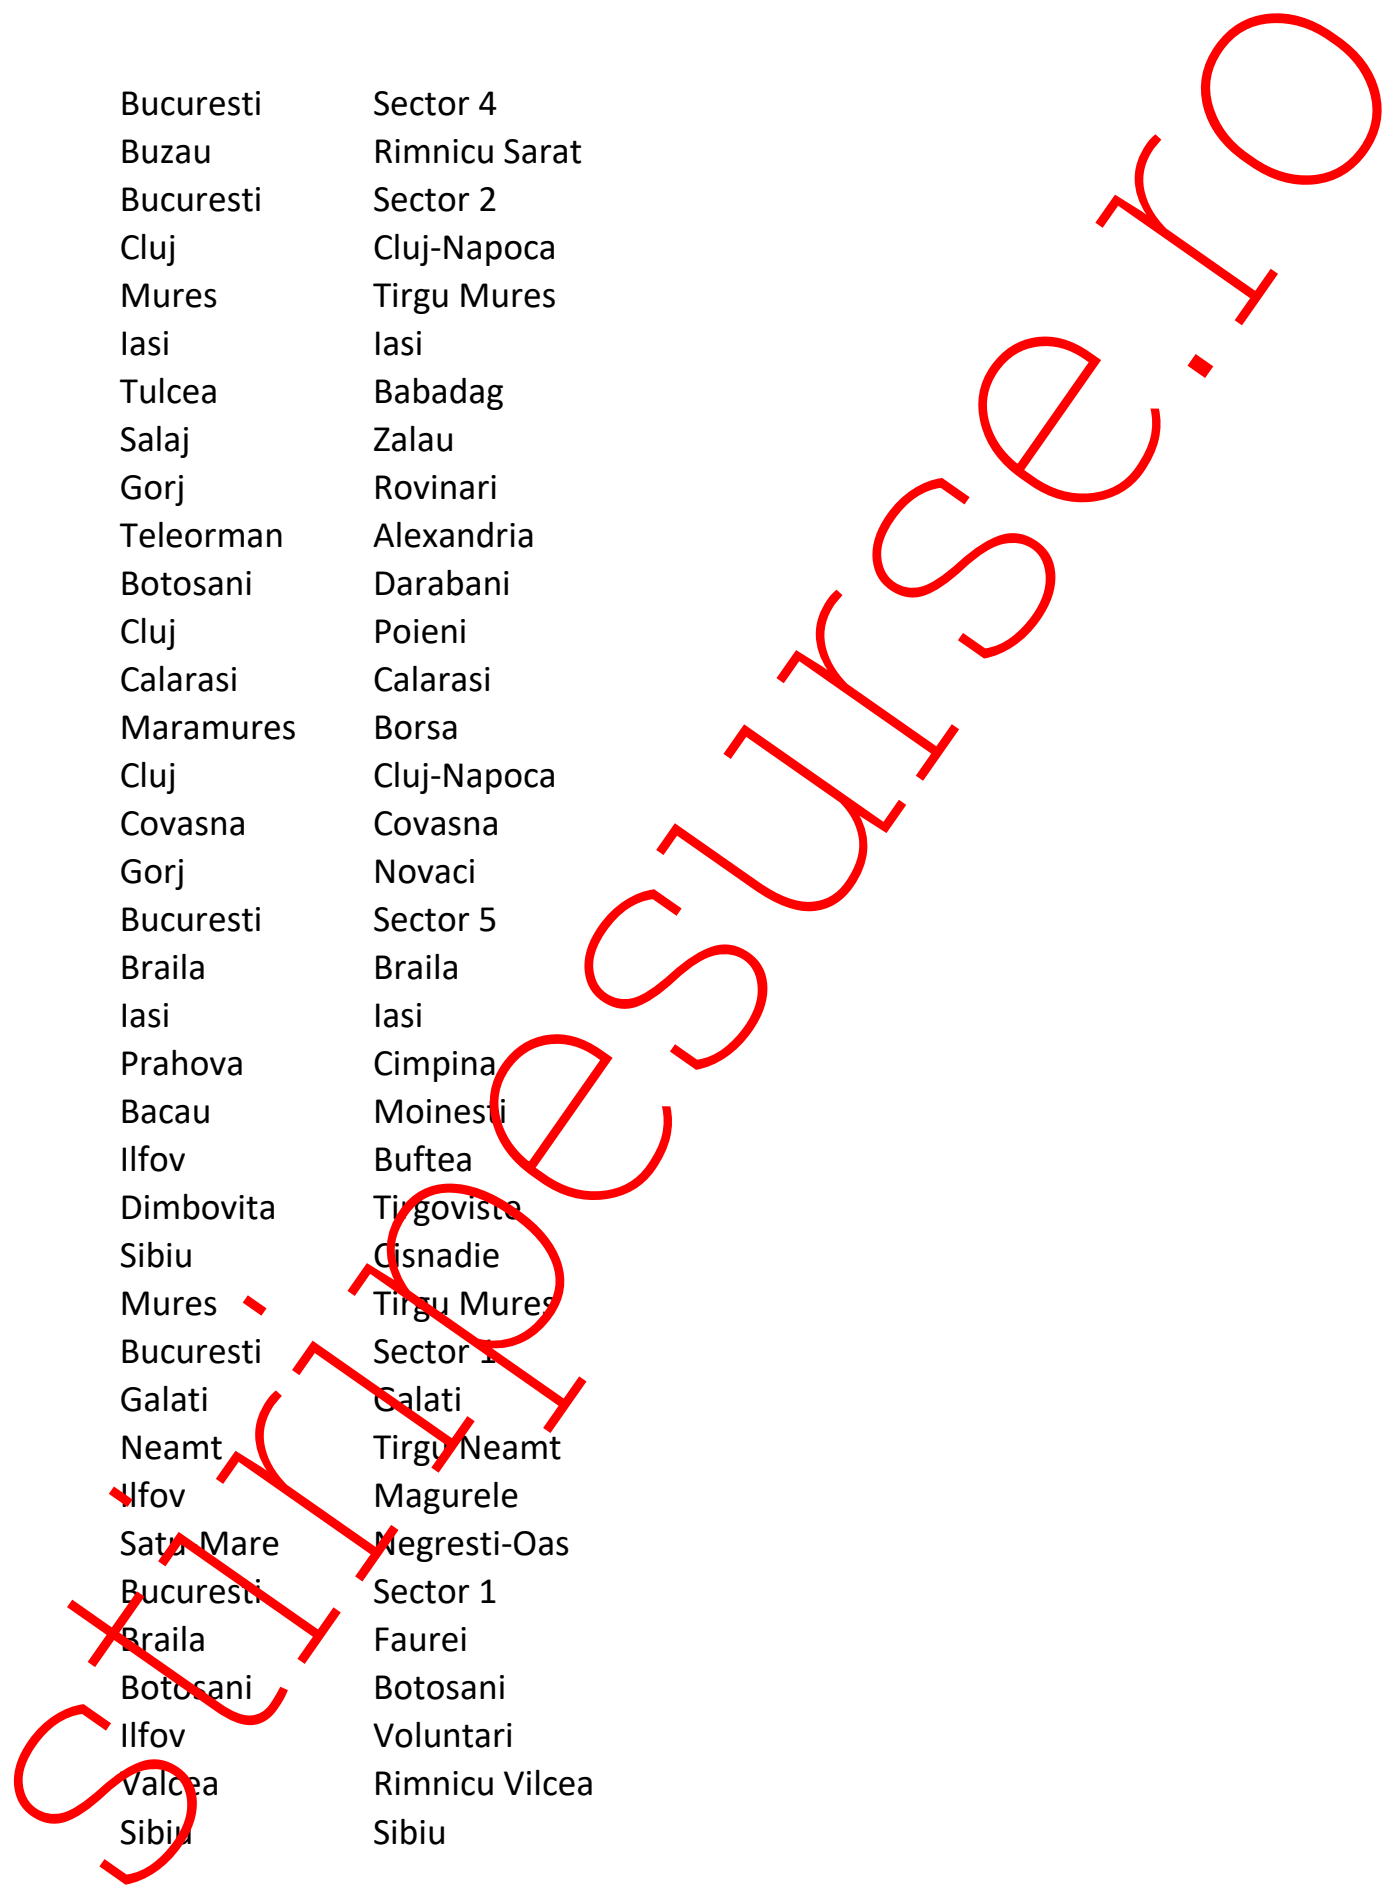 Bucuresti Sector 4
Buzau Rimnicu Sarat
Bucuresti Sector 2
Cluj Cluj-Napoca
Mures Tirgu Mures
Iasi Iasi
Tulcea Babadag
Salaj Zalau
Gorj Rovinari
Teleorman Alexandria
Botosani Darabani
Cluj Poieni
Calarasi Calarasi
Maramures Borsa
Cluj Cluj-Napoca
Covasna Covasna
Gorj Novaci
Bucuresti Sector 5
Braila Braila
Iasi Iasi
Prahova Cimpina
Bacau Moinesti
Ilfov Buftea
Dimbovita Tirgoviste
Sibiu Cisnadie
Mures Tirgu Mures
Bucuresti Sector 1
Galati Galati
Neamt Tirgu Neamt
Ilfov Magurele
Satu-Mare Negresti-Oas
Bucuresti Sector 1
Braila Faurei
Botosani Botosani
Ilfov Voluntari
Valcea Rimnicu Vilcea
Sibiu Sibiu
stiripesurse.ro